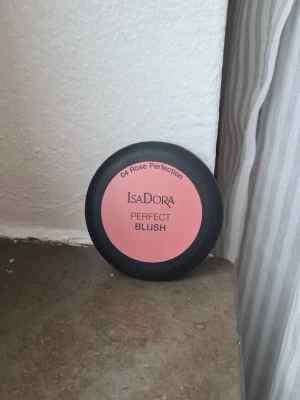 04 Rose Perfection
IsaDora
PERFECT
BLUSH